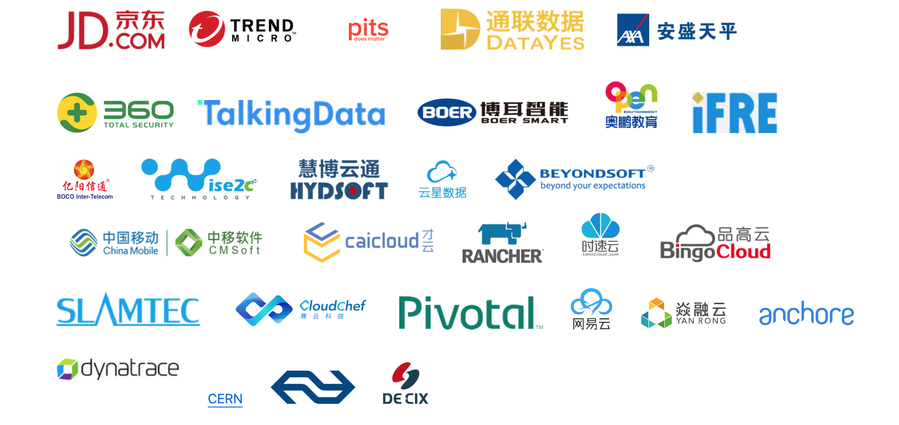 JD.COM 京东
TREND MICRO™
pits
does matter
通联数据
DATAYES
AXA 安盛天平
360
TOTAL SECURITY
TalkingData
BOER 博耳智能
BOER SMART
open
奥鹏教育
iFRE
亿阳信通®
BOCO Inter-Telecom
Wise2c
TECHNOLOGY
慧博云通
HYDSOFT
云星数据
BEYONDSOFT
beyond your expectations
中国移动
China Mobile
中移软件
CMSoft
caicloud 才云
RANCHER®
时速云
tenxcloud.com
品高云
BingoCloud
SLAMTEC
CloudChef
尊云科技
Pivotal™
网易云
焱融云
YAN RONG
anchore
dynatrace
CERN
DE CIX